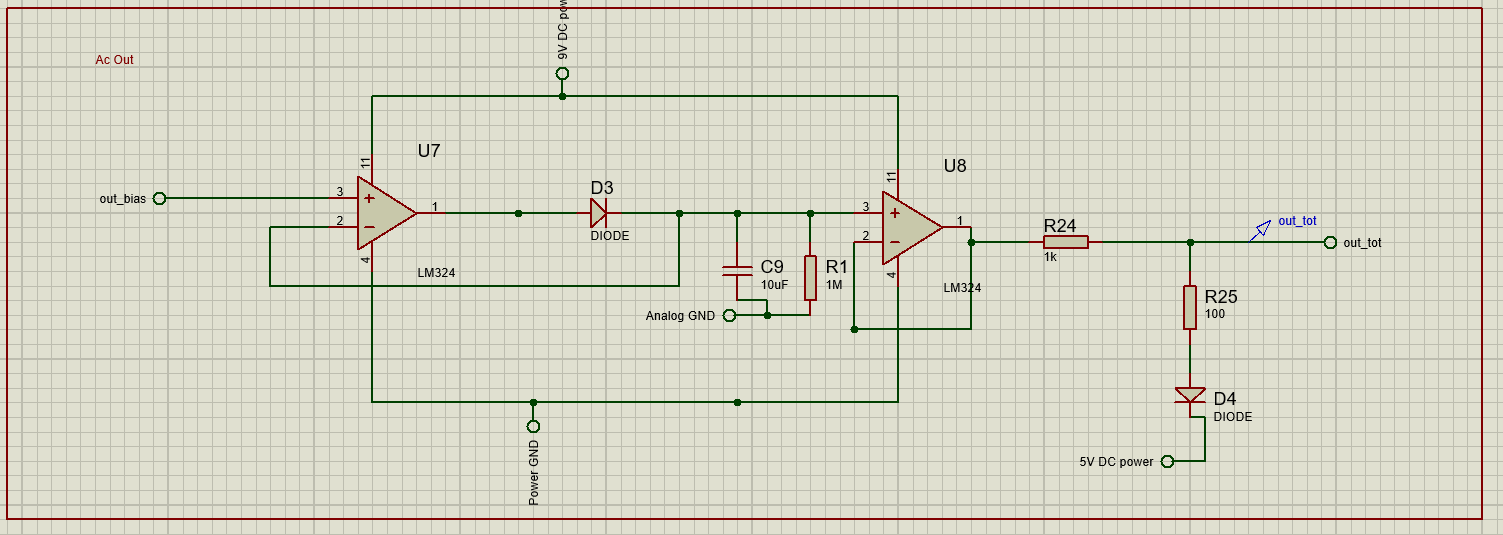 9V DC pow
Ac Out
U7
11
out_bias
3
2
1
4
LM324
D3
DIODE
C9
10uF
R1
1M
Analog GND
U8
11
3
2
1
4
LM324
R24
1k
out_tot
out_tot
R25
100
D4
DIODE
5V DC power
Power GND